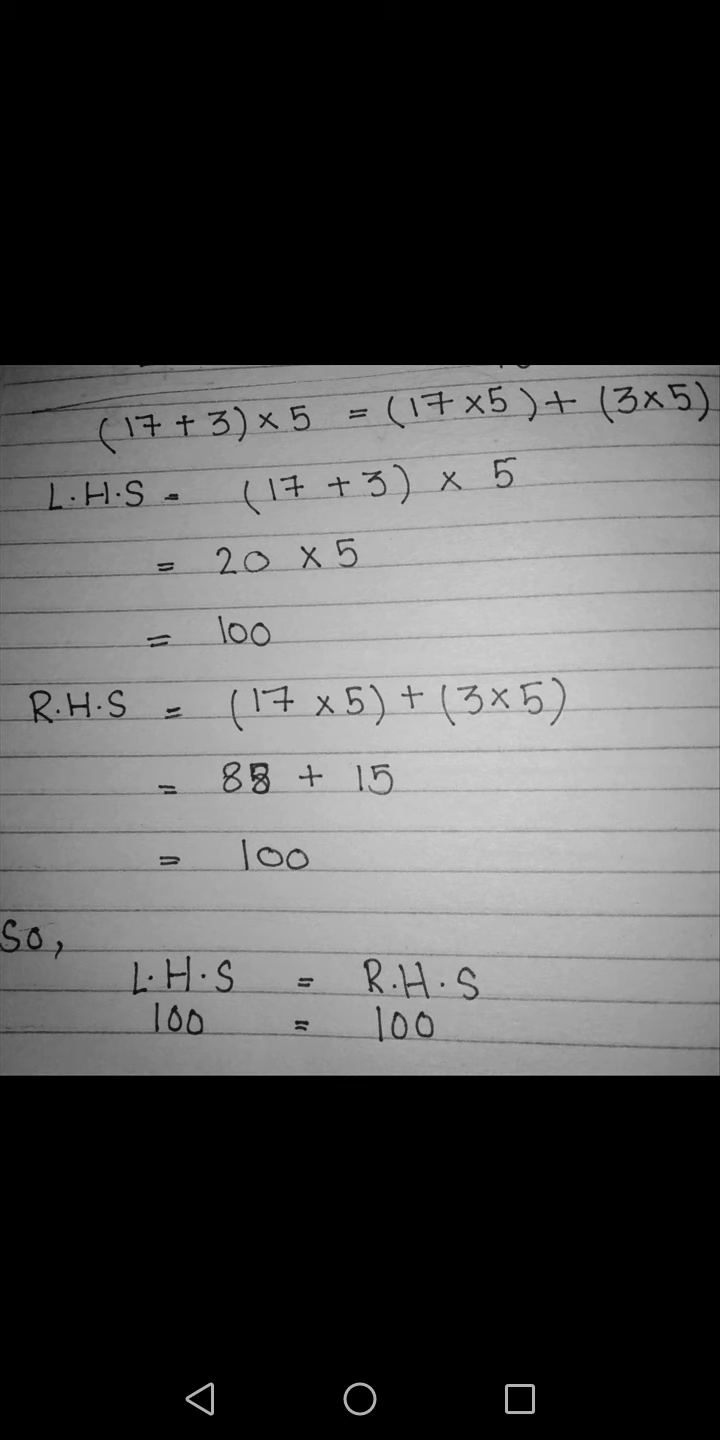 (17 + 3) × 5 = (17 × 5) + (3 × 5)
L.H.S = (17 + 3) × 5
= 20 × 5
= 100
R.H.S = (17 × 5) + (3 × 5)
= 85 + 15
= 100
So,
L.H.S = R.H.S
100 = 100